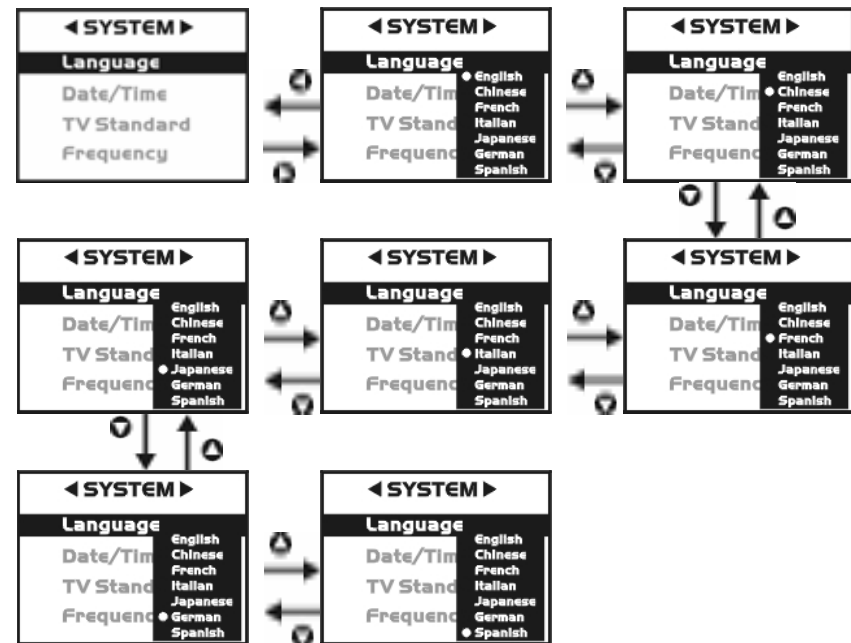 ◀ SYSTEM ▶
Language
Date/Time
TV Standard
Frequency
◀ SYSTEM ▶
Language
English
Date/Tim
Chinese
French
TV Stand
Italian
Japanese
Frequenc
German
Spanish
◀ SYSTEM ▶
Language
English
Date/Tim
Chinese
French
TV Stand
Italian
Japanese
Frequenc
German
Spanish
◀ SYSTEM ▶
Language
English
Date/Tim
Chinese
French
TV Stand
Italian
Japanese
Frequenc
German
Spanish
◀ SYSTEM ▶
Language
English
Date/Tim
Chinese
French
TV Stand
Italian
Japanese
Frequenc
German
Spanish
◀ SYSTEM ▶
Language
English
Date/Tim
Chinese
French
TV Stand
Italian
Japanese
Frequenc
German
Spanish
◀ SYSTEM ▶
Language
English
Date/Tim
Chinese
French
TV Stand
Italian
Japanese
Frequenc
German
Spanish
◀ SYSTEM ▶
Language
English
Date/Tim
Chinese
French
TV Stand
Italian
Japanese
Frequenc
German
Spanish